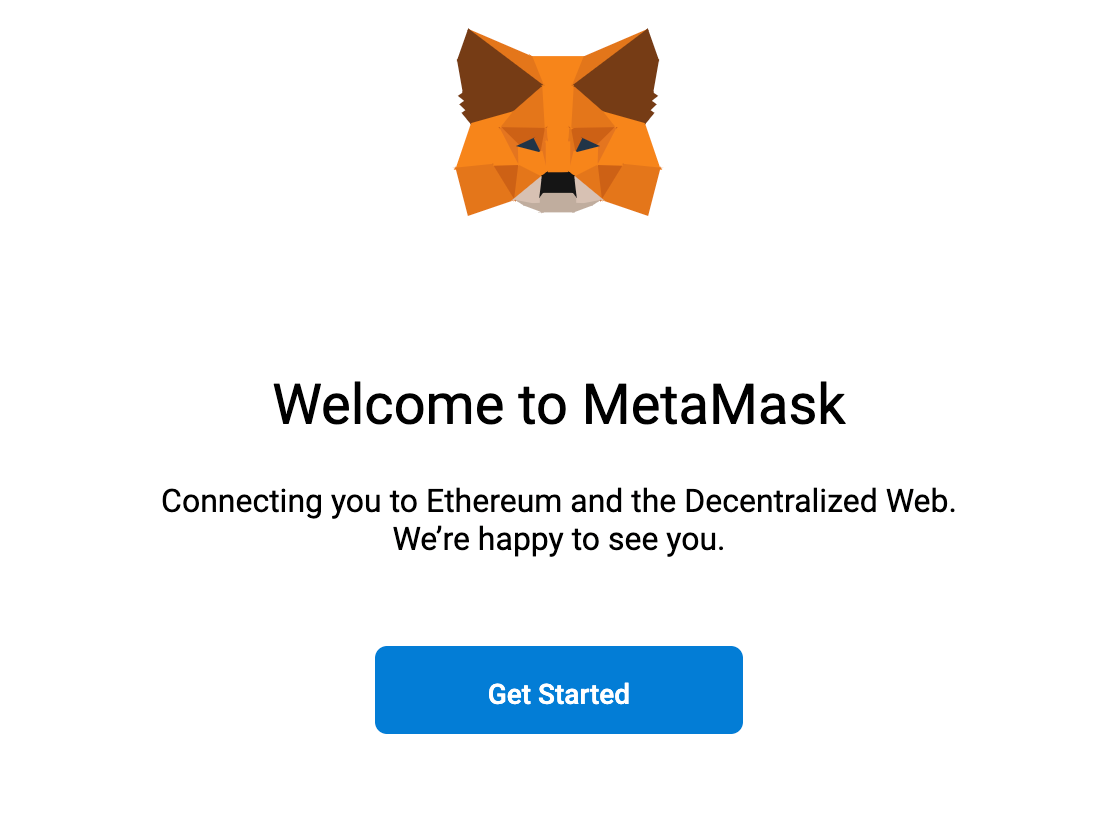 Welcome to MetaMask
Connecting you to Ethereum and the Decentralized Web.
We’re happy to see you.
Get Started